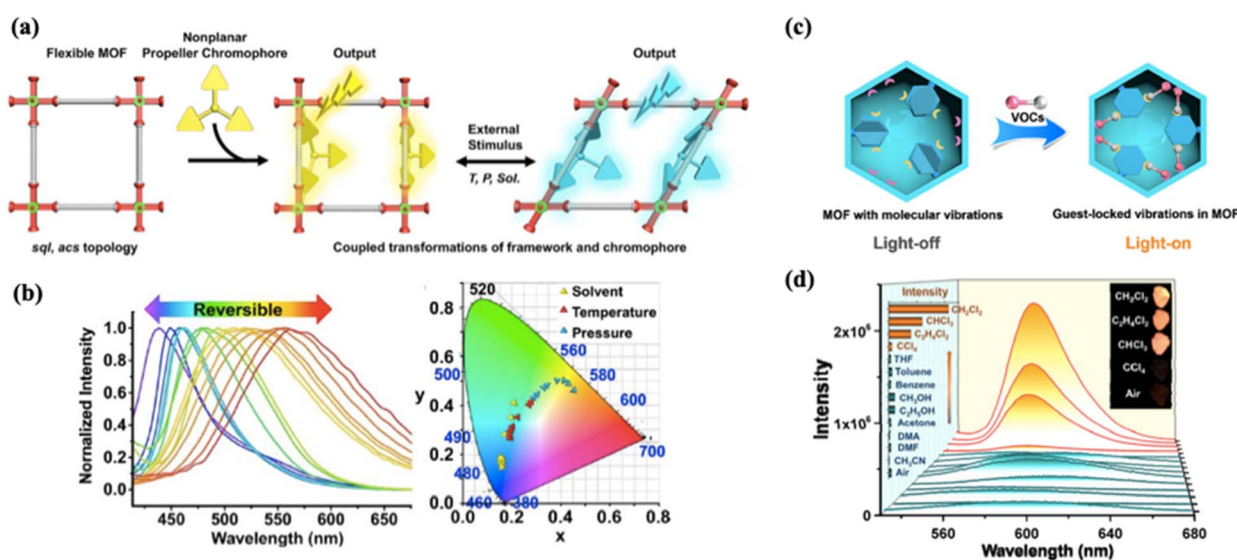 (a)
Flexible MOF
Nonplanar
Propeller Chromophore
Output
Output
External
Stimulus
T, P, Sol.
sql, acs topology
Coupled transformations of framework and chromophore
(b)
Reversible
Normalized Intensity
1.0
0.8
0.6
0.4
0.2
0.0
450 500 550 600 650
Wavelength (nm)
y
0.8
0.6
0.4
0.2
0.0
0.0 0.2 0.4 0.6 0.8
x
520
Solvent
Temperature
Pressure
560
500
580
600
490
700
480
460
380
(c)
VOCs
MOF with molecular vibrations
Guest-locked vibrations in MOF
Light-off
Light-on
(d)
Intensity
2x10⁶
1x10⁶
0
Intensity
CH₂Cl₂
CHCl₃
C₂H₄Cl₂
CCl₄
THF
Toluene
Benzene
CH₃OH
C₂H₅OH
Acetone
DMA
DMF
CH₃CN
Air
CH₂Cl₂
C₂H₄Cl₂
CHCl₃
CCl₄
Air
560 600 640 680
Wavelength (nm)